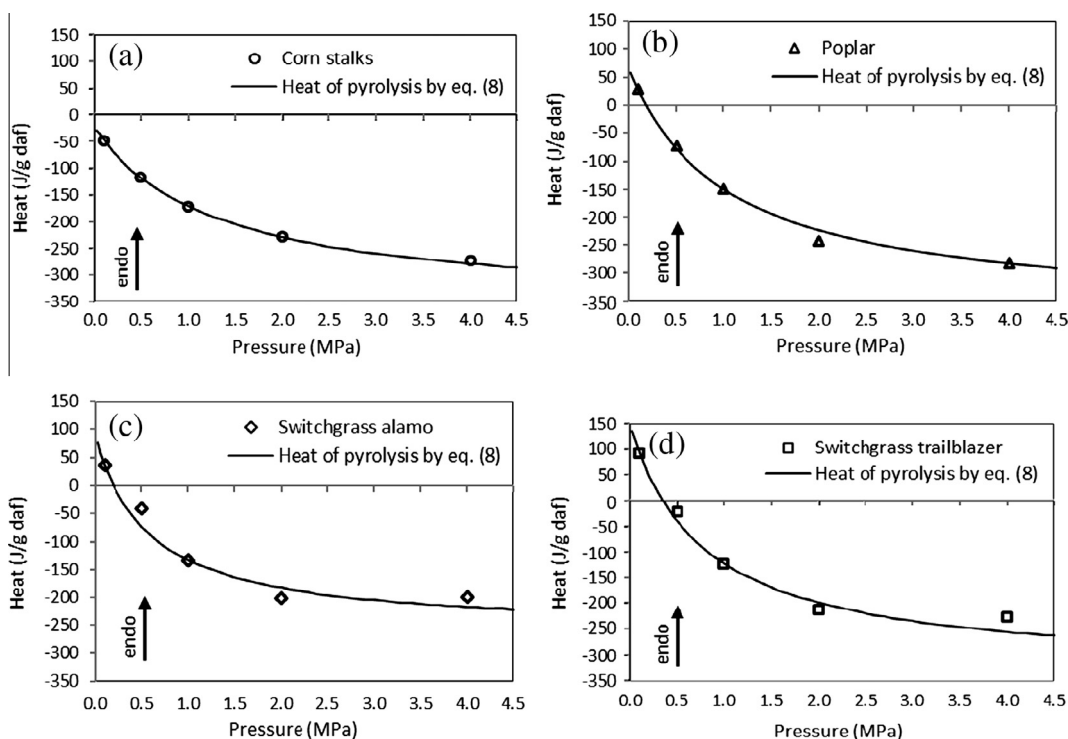 (a)
Corn stalks
Heat of pyrolysis by eq. (8)
150
100
50
0
-50
-100
-150
-200
-250
-300
-350
Heat (J/g daf)
endo
0.0 0.5 1.0 1.5 2.0 2.5 3.0 3.5 4.0 4.5
Pressure (MPa)
(b)
Poplar
Heat of pyrolysis by eq. (8)
150
100
50
0
-50
-100
-150
-200
-250
-300
-350
Heat (J/g daf)
endo
0.0 0.5 1.0 1.5 2.0 2.5 3.0 3.5 4.0 4.5
Pressure (MPa)
(c)
Switchgrass alamo
Heat of pyrolysis by eq. (8)
150
100
50
0
-50
-100
-150
-200
-250
-300
-350
Heat (J/g daf)
endo
0.0 0.5 1.0 1.5 2.0 2.5 3.0 3.5 4.0 4.5
Pressure (MPa)
(d)
Switchgrass trailblazer
Heat of pyrolysis by eq. (8)
150
100
50
0
-50
-100
-150
-200
-250
-300
-350
Heat (J/g daf)
endo
0.0 0.5 1.0 1.5 2.0 2.5 3.0 3.5 4.0 4.5
Pressure (MPa)